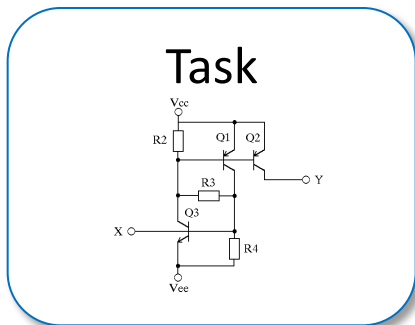 Task
Vcc
R2 Q1 Q2
R3 Y
Q3
X
R4
Vee